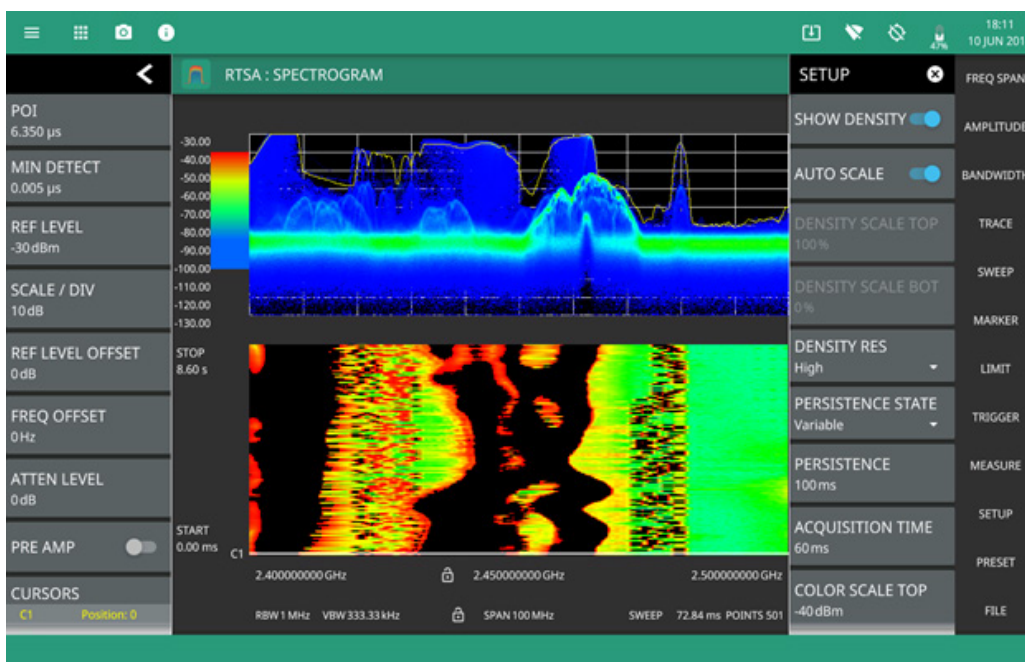 18:11
47%
10 JUN 201
RTSA : SPECTROGRAM
SETUP
FREQ SPAN
POI
6.350 µs
MIN DETECT
0.005 µs
REF LEVEL
-30 dBm
SCALE / DIV
10 dB
REF LEVEL OFFSET
0 dB
FREQ OFFSET
0 Hz
ATTEN LEVEL
0 dB
PRE AMP
CURSORS
C1 Position: 0
-30.00
-40.00
-50.00
-60.00
-70.00
-80.00
-90.00
-100.00
-110.00
-120.00
-130.00
STOP
8.60 s
START
0.00 ms
C1
2.400000000 GHz 2.450000000 GHz 2.500000000 GHz
RBW 1 MHz VBW 333.33 kHz SPAN 100 MHz SWEEP 72.84 ms POINTS 501
SHOW DENSITY
AUTO SCALE
DENSITY SCALE TOP
100 %
DENSITY SCALE BOT
0 %
DENSITY RES
High
PERSISTENCE STATE
Variable
PERSISTENCE
100 ms
ACQUISITION TIME
60 ms
COLOR SCALE TOP
-40 dBm
AMPLITUDE
BANDWIDTH
TRACE
SWEEP
MARKER
LIMIT
TRIGGER
MEASURE
SETUP
PRESET
FILE